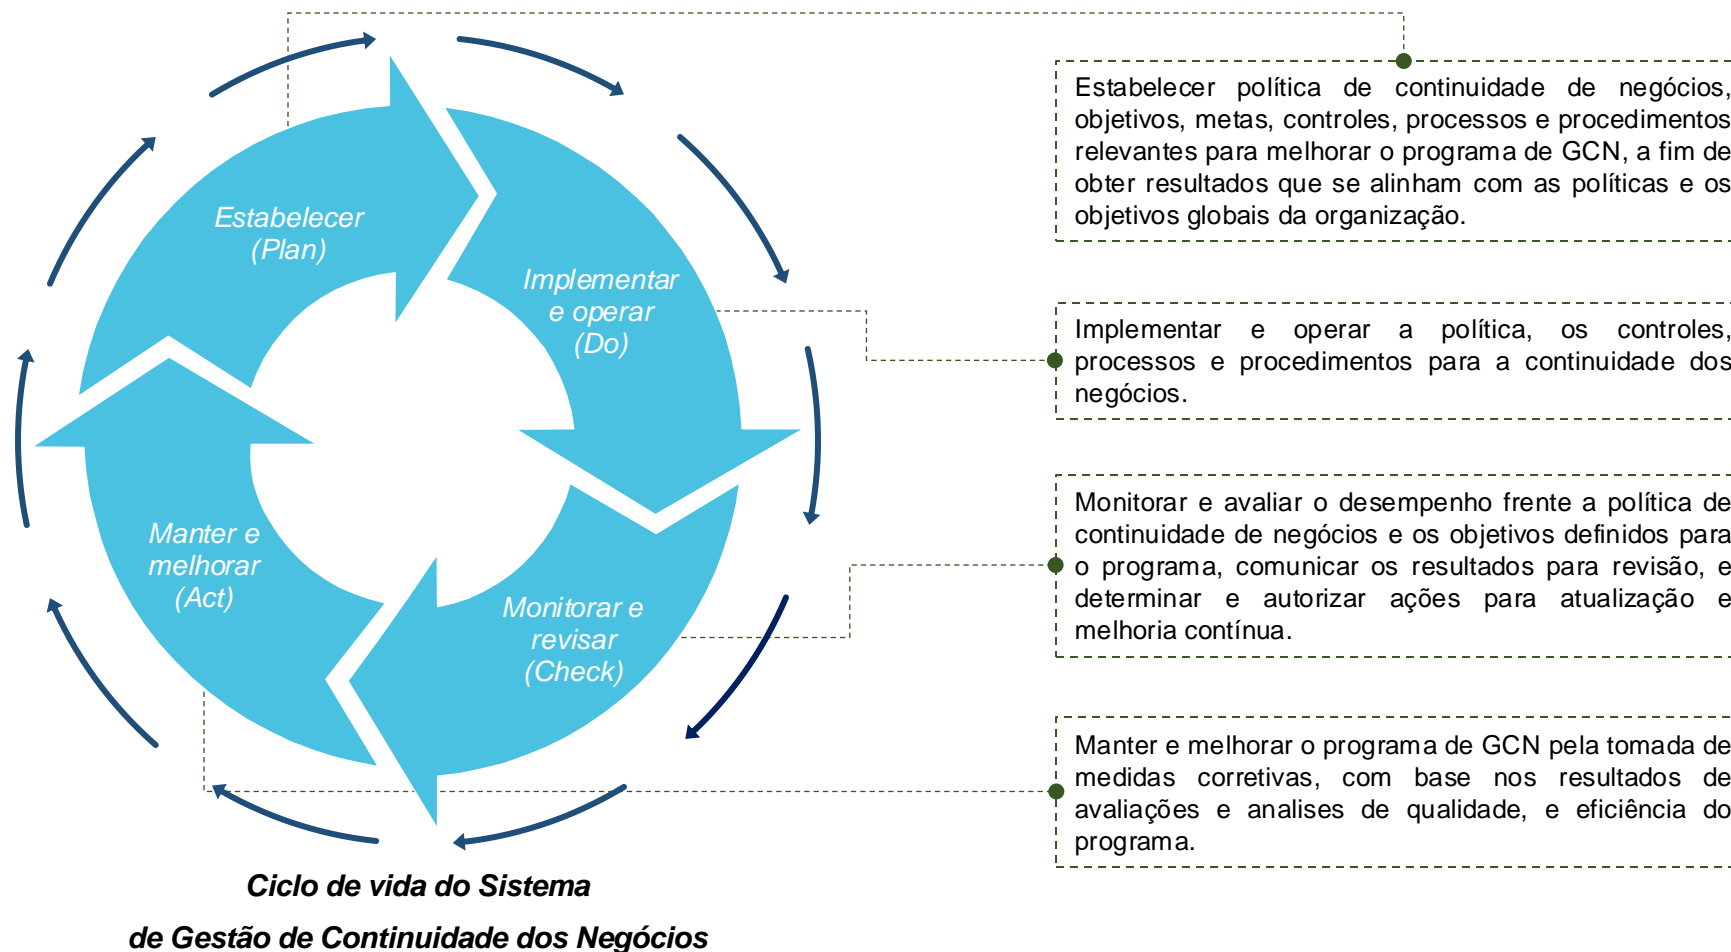 Estabelecer
(Plan)
Implementar
e operar
(Do)
Monitorar e
revisar
(Check)
Manter e
melhorar
(Act)
Ciclo de vida do Sistema
de Gestão de Continuidade dos Negócios
Estabelecer política de continuidade de negócios,
objetivos, metas, controles, processos e procedimentos
relevantes para melhorar o programa de GCN, a fim de
obter resultados que se alinham com as políticas e os
objetivos globais da organização.
Implementar e operar a política, os controles,
processos e procedimentos para a continuidade dos
negócios.
Monitorar e avaliar o desempenho frente a política de
continuidade de negócios e os objetivos definidos para
o programa, comunicar os resultados para revisão, e
determinar e autorizar ações para atualização e
melhoria contínua.
Manter e melhorar o programa de GCN pela tomada de
medidas corretivas, com base nos resultados de
avaliações e analises de qualidade, e eficiência do
programa.